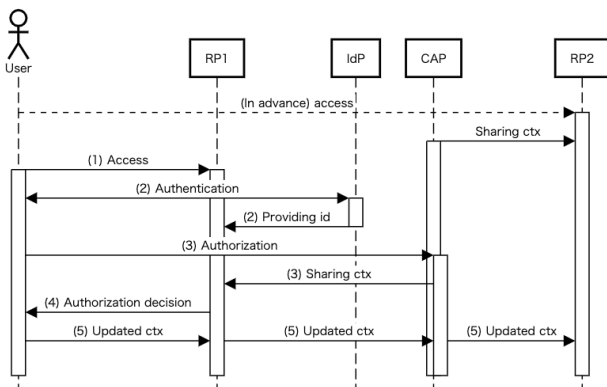 User
RP1
IdP
CAP
RP2
(In advance) access
Sharing ctx
(1) Access
(2) Authentication
(2) Providing id
(3) Authorization
(3) Sharing ctx
(4) Authorization decision
(5) Updated ctx
(5) Updated ctx
(5) Updated ctx